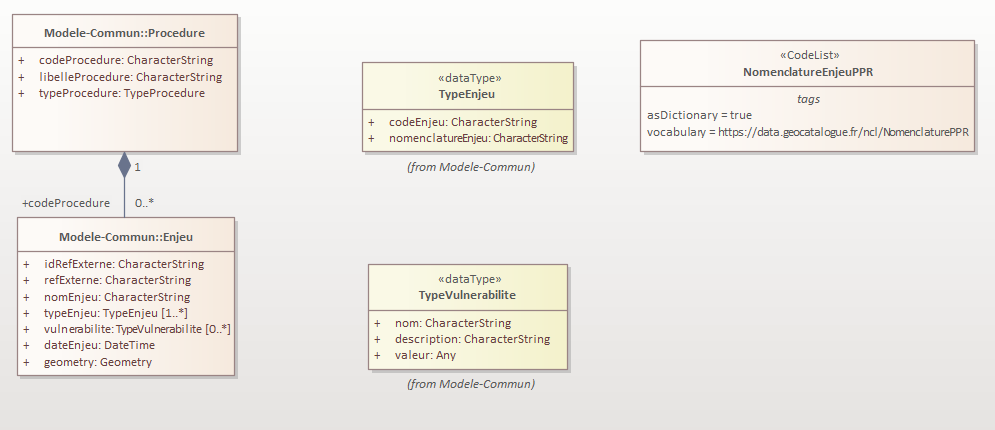 Modele-Commun::Procedure
+ codeProcedure: CharacterString
+ libelleProcedure: CharacterString
+ typeProcedure: TypeProcedure
1
+codeProcedure 0..*
Modele-Commun::Enjeu
+ idRefExterne: CharacterString
+ refExterne: CharacterString
+ nomEnjeu: CharacterString
+ typeEnjeu: TypeEnjeu [1..*]
+ vulnerabilite: TypeVulnerabilite [0..*]
+ dateEnjeu: DateTime
+ geometry: Geometry
«dataType»
TypeEnjeu
+ codeEnjeu: CharacterString
+ nomenclatureEnjeu: CharacterString
(from Modele-Commun)
«dataType»
TypeVulnerabilite
+ nom: CharacterString
+ description: CharacterString
+ valeur: Any
(from Modele-Commun)
«CodeList»
NomenclatureEnjeuPPR
tags
asDictionary = true
vocabulary = https://data.geocatalogue.fr/ncl/NomenclaturePPR